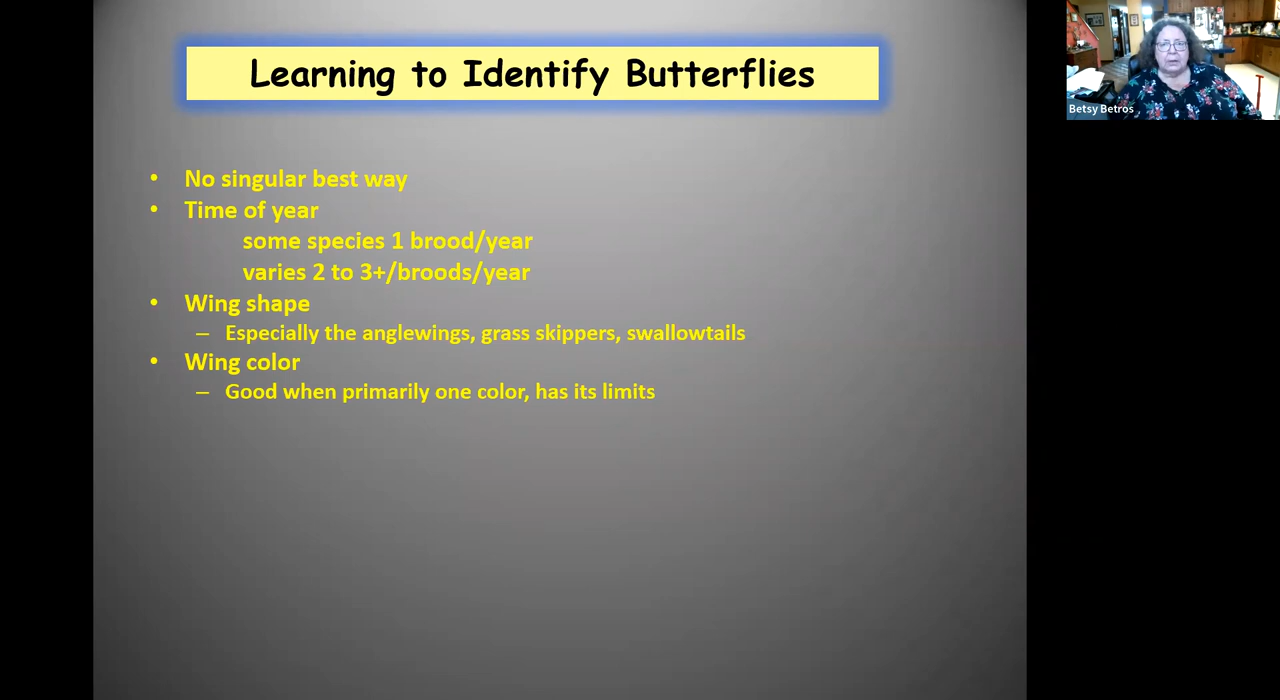 Learning to Identify Butterflies
• No singular best way
• Time of year
some species 1 brood/year
varies 2 to 3+/broods/year
• Wing shape
– Especially the anglewings, grass skippers, swallowtails
• Wing color
– Good when primarily one color, has its limits
Betsy Betros